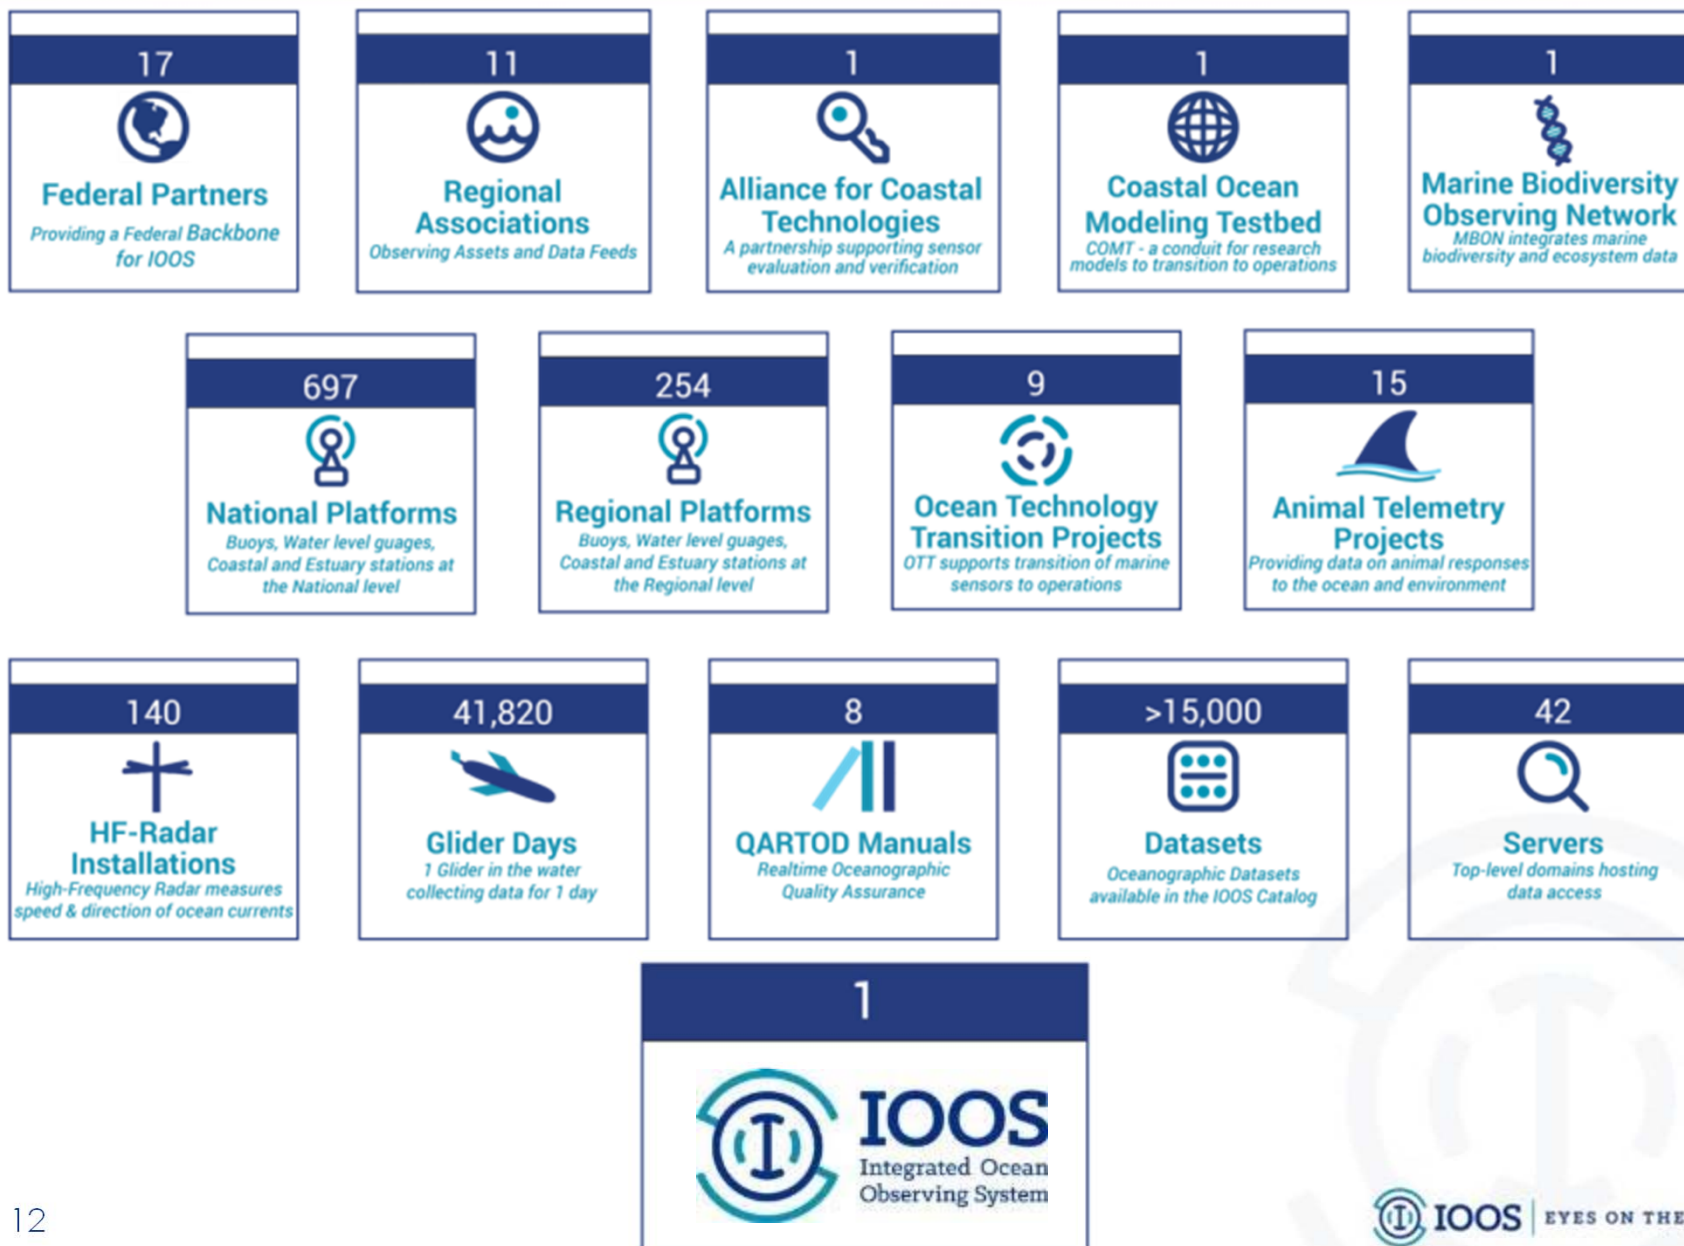 17
Federal Partners
Providing a Federal Backbone
for IOOS
11
Regional
Associations
Observing Assets and Data Feeds
1
Alliance for Coastal
Technologies
A partnership supporting sensor
evaluation and verification
1
Coastal Ocean
Modeling Testbed
COMT - a conduit for research
models to transition to operations
1
Marine Biodiversity
Observing Network
MBON integrates marine
biodiversity and ecosystem data
697
National Platforms
Buoys, Water level guages,
Coastal and Estuary stations at
the National level
254
Regional Platforms
Buoys, Water level guages,
Coastal and Estuary stations at
the Regional level
9
Ocean Technology
Transition Projects
OTT supports transition of marine
sensors to operations
15
Animal Telemetry
Projects
Providing data on animal responses
to the ocean and environment
140
HF-Radar
Installations
High-Frequency Radar measures
speed & direction of ocean currents
41,820
Glider Days
1 Glider in the water
collecting data for 1 day
8
QARTOD Manuals
Realtime Oceanographic
Quality Assurance
>15,000
Datasets
Oceanographic Datasets
available in the IOOS Catalog
42
Servers
Top-level domains hosting
data access
1
IOOS
Integrated Ocean
Observing System
12
IOOS EYES ON THE